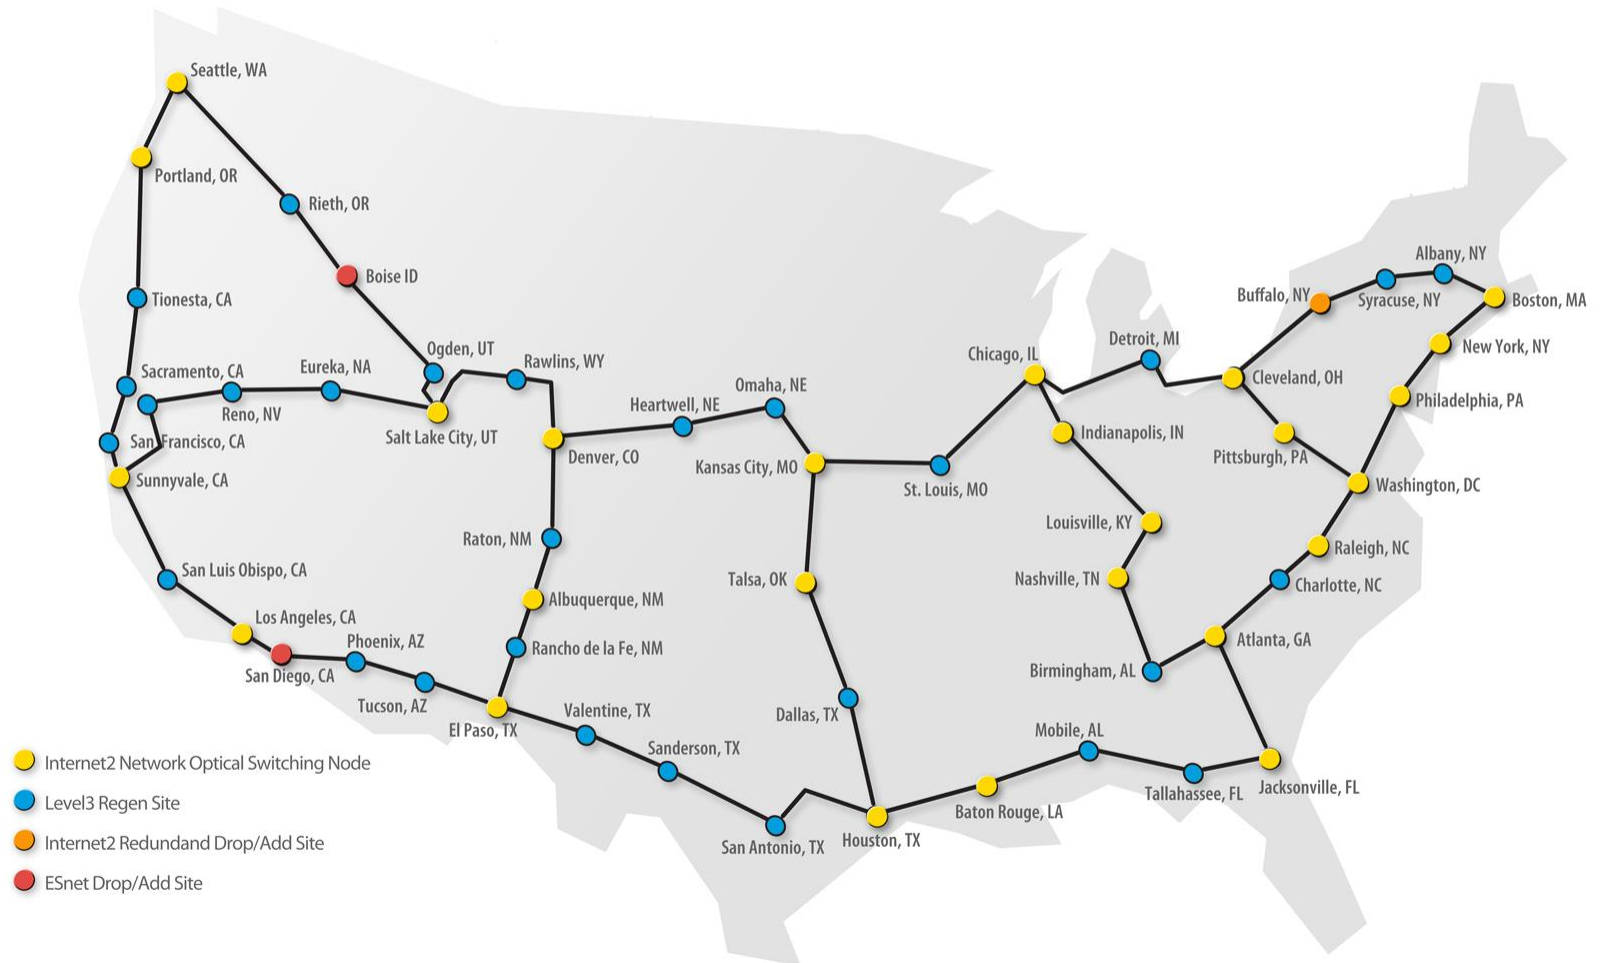 Seattle, WA
Portland, OR
Rieth, OR
Boise ID
Tionesta, CA
Ogden, UT
Rawlins, WY
Sacramento, CA
Eureka, NA
Reno, NV
Salt Lake City, UT
San Francisco, CA
Sunnyvale, CA
Denver, CO
Heartwell, NE
Omaha, NE
Kansas City, MO
St. Louis, MO
Chicago, IL
Detroit, MI
Cleveland, OH
Buffalo, NY
Syracuse, NY
Albany, NY
Boston, MA
New York, NY
Philadelphia, PA
Pittsburgh, PA
Washington, DC
Indianapolis, IN
Louisville, KY
Nashville, TN
Birmingham, AL
Raleigh, NC
Charlotte, NC
Atlanta, GA
Raton, NM
Albuquerque, NM
Rancho de la Fe, NM
Talsa, OK
Dallas, TX
San Luis Obispo, CA
Los Angeles, CA
San Diego, CA
Phoenix, AZ
Tucson, AZ
El Paso, TX
Valentine, TX
Sanderson, TX
San Antonio, TX
Houston, TX
Baton Rouge, LA
Mobile, AL
Tallahassee, FL
Jacksonville, FL
Internet2 Network Optical Switching Node
Level3 Regen Site
Internet2 Redundand Drop/Add Site
ESnet Drop/Add Site